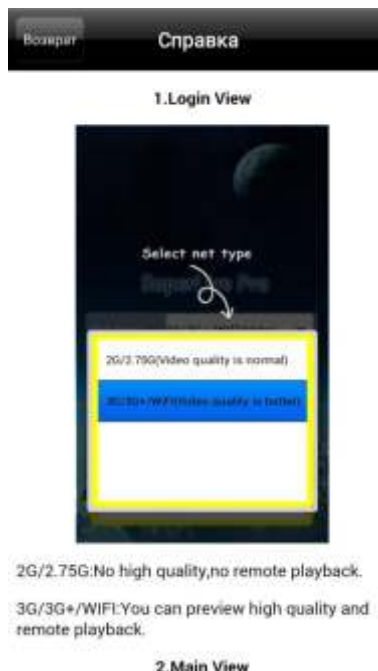 Возврат
Справка
1.Login View
Select net type
SuperLive Pro
2G/2.75G(Video quality is normal)
3G/3G+/WIFI(Video quality is better)
2G/2.75G:No high quality,no remote playback.
3G/3G+/WIFI:You can preview high quality and
remote playback.
2.Main View